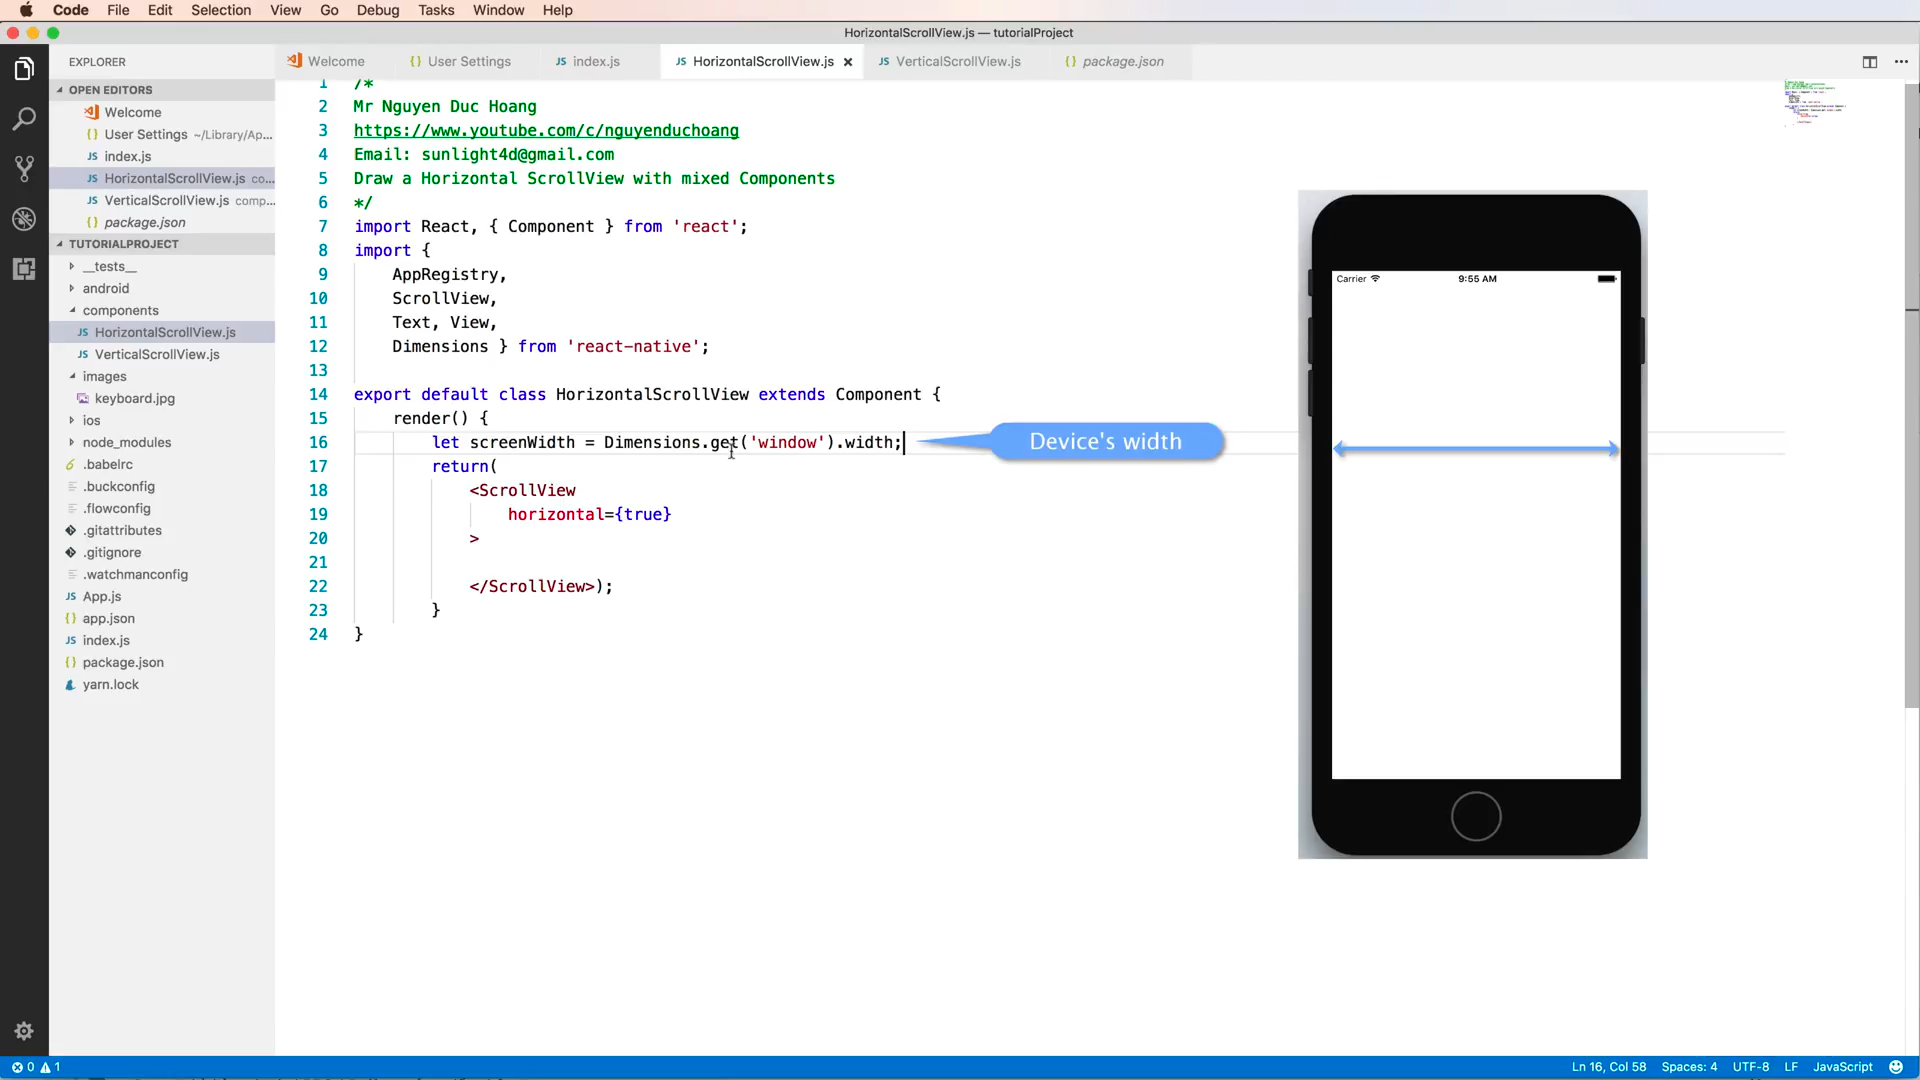 Code File Edit Selection View Go Debug Tasks Window Help
HorizontalScrollView.js — tutorialProject
EXPLORER
Welcome
User Settings
index.js
HorizontalScrollView.js
VerticalScrollView.js
package.json
OPEN EDITORS
Welcome
User Settings ~/Library/Ap...
index.js
HorizontalScrollView.js co...
VerticalScrollView.js comp...
package.json
TUTORIALPROJECT
__tests__
android
components
HorizontalScrollView.js
VerticalScrollView.js
images
keyboard.jpg
ios
node_modules
.babelrc
.buckconfig
.flowconfig
.gitattributes
.gitignore
.watchmanconfig
App.js
app.json
index.js
package.json
yarn.lock
1 /*
2 Mr Nguyen Duc Hoang
3 https://www.youtube.com/c/nguyenduchoang
4 Email: sunlight4d@gmail.com
5 Draw a Horizontal ScrollView with mixed Components
6 */
7 import React, { Component } from 'react';
8 import {
9 AppRegistry,
10 ScrollView,
11 Text, View,
12 Dimensions } from 'react-native';
13
14 export default class HorizontalScrollView extends Component {
15 render() {
16 let screenWidth = Dimensions.get('window').width;
17 return(
18 <ScrollView
19 horizontal={true}
20 >
21
22 </ScrollView>);
23 }
24 }
Device's width
Carrier 9:55 AM
0 1
Ln 16, Col 58 Spaces: 4 UTF-8 LF JavaScript